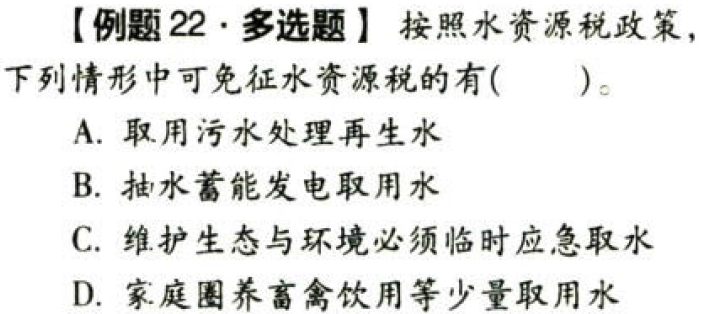 【例题22·多选题】按照水资源税政策，
下列情形中可免征水资源税的有(　　)。
A. 取用污水处理再生水
B. 抽水蓄能发电取用水
C. 维护生态与环境必须临时应急取水
D. 家庭圈养畜禽饮用等少量取用水